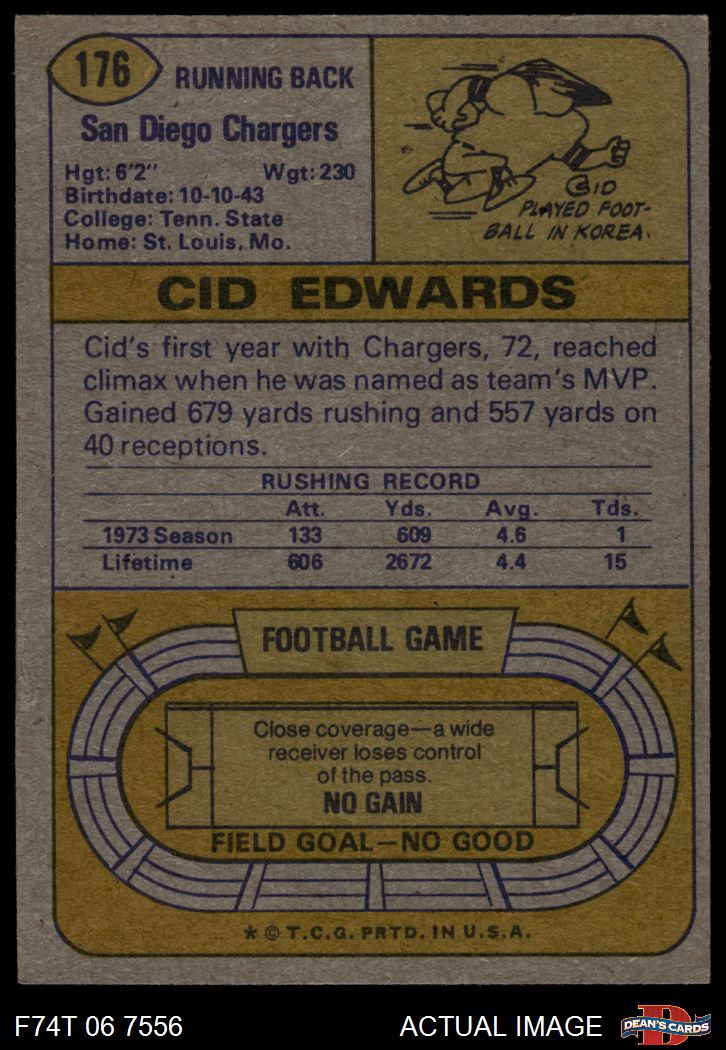 176
RUNNING BACK
San Diego Chargers
Hgt: 6'2" Wgt: 230
Birthdate: 10-10-43
College: Tenn. State
Home: St. Louis, Mo.
CID
PLAYED FOOT-
BALL IN KOREA.
CID EDWARDS
Cid's first year with Chargers, 72, reached
climax when he was named as team's MVP.
Gained 679 yards rushing and 557 yards on
40 receptions.
RUSHING RECORD
Att. Yds. Avg. Tds.
1973 Season 133 609 4.6 1
Lifetime 606 2672 4.4 15
FOOTBALL GAME
Close coverage—a wide
receiver loses control
of the pass.
NO GAIN
FIELD GOAL—NO GOOD
* © T.C.G. PRTD. IN U.S.A.
F74T 06 7556 ACTUAL IMAGE
D
DEAN'S CARDS